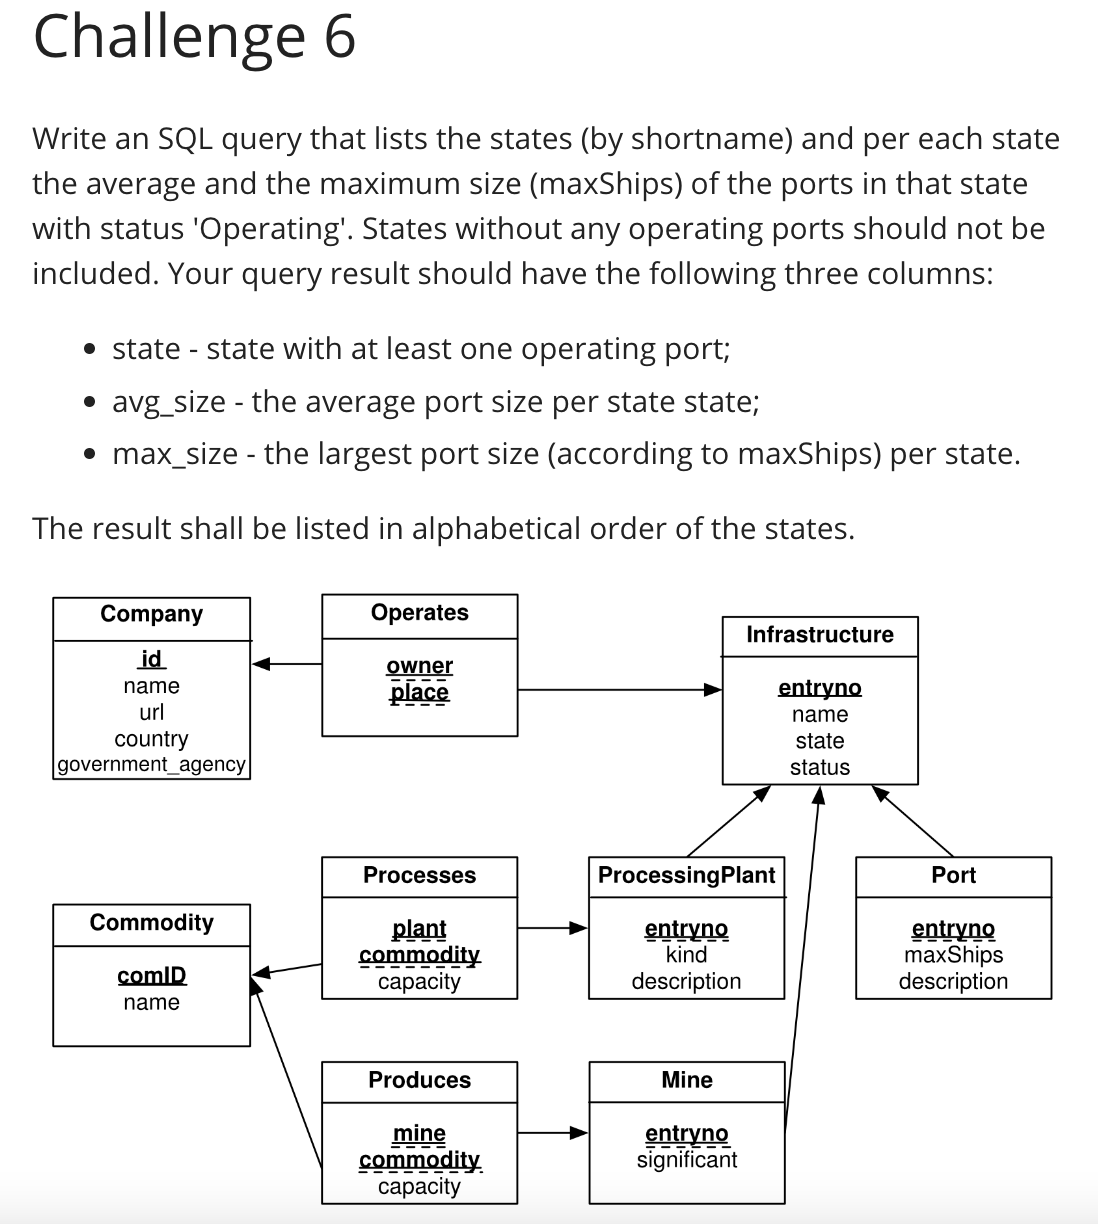 Challenge 6
Write an SQL query that lists the states (by shortname) and per each state
the average and the maximum size (maxShips) of the ports in that state
with status 'Operating'. States without any operating ports should not be
included. Your query result should have the following three columns:
• state - state with at least one operating port;
• avg_size - the average port size per state state;
• max_size - the largest port size (according to maxShips) per state.
The result shall be listed in alphabetical order of the states.
Company
id
name
url
country
government_agency
Operates
owner
place
Infrastructure
entryno
name
state
status
Commodity
comID
name
Processes
plant
commodity
capacity
ProcessingPlant
entryno
kind
description
Port
entryno
maxShips
description
Produces
mine
commodity
capacity
Mine
entryno
significant